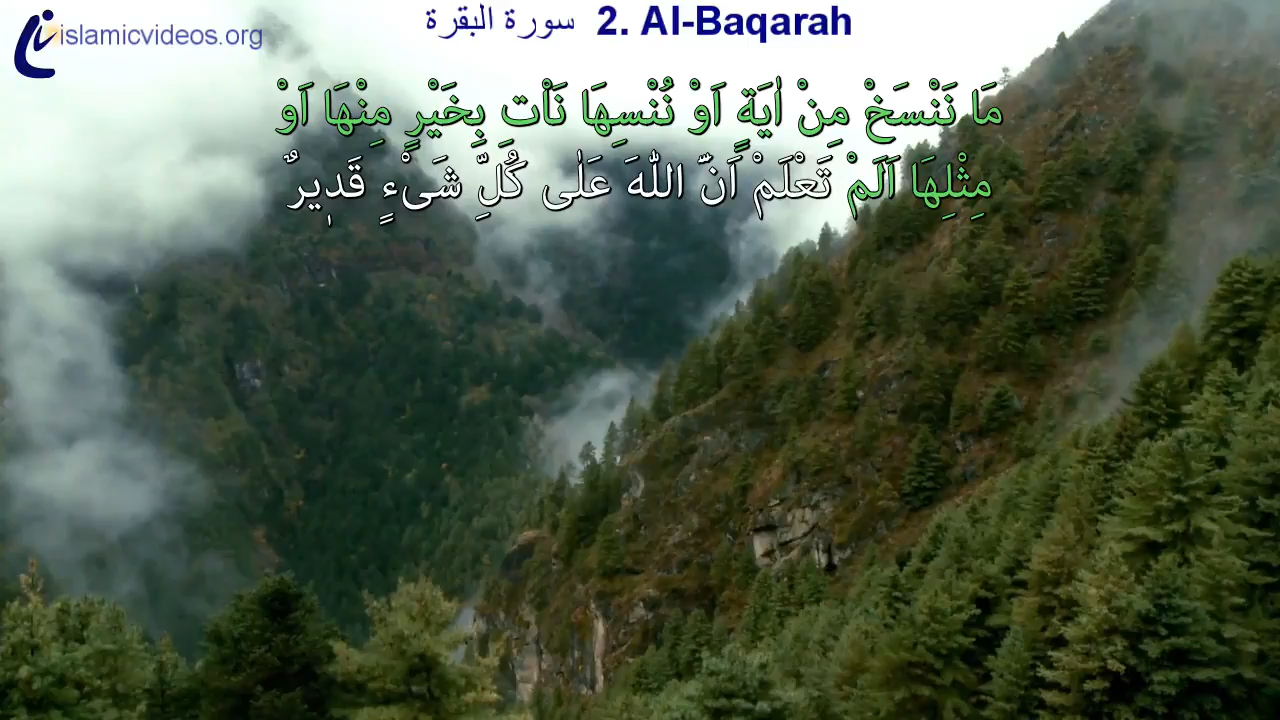 islamicvideos.org
سورة البقرة 2. Al-Baqarah
مَا نَنْسَخْ مِنْ اٰيَةٍ اَوْ نُنْسِهَا نَاْتِ بِخَيْرٍ مِنْهَا اَوْ
مِثْلِهَا اَلَمْ تَعْلَمْ اَنَّ اللّٰهَ عَلٰى كُلِّ شَىْءٍ قَدٖيرٌ